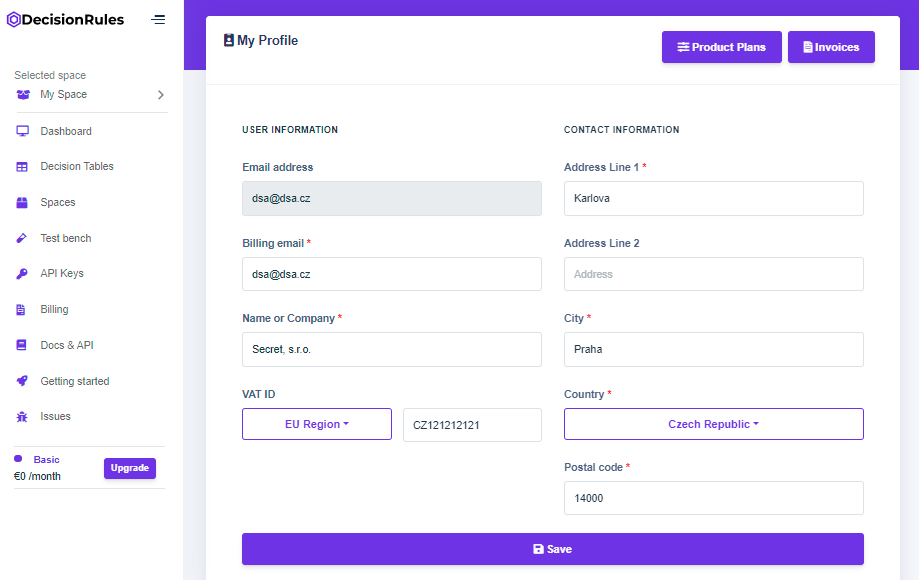 DecisionRules
Selected space
My Space
Dashboard
Decision Tables
Spaces
Test bench
API Keys
Billing
Docs & API
Getting started
Issues
Basic
€0 /month
Upgrade
My Profile
Product Plans
Invoices
USER INFORMATION
Email address
dsa@dsa.cz
Billing email *
dsa@dsa.cz
Name or Company *
Secret, s.r.o.
VAT ID
EU Region
CZ121212121
CONTACT INFORMATION
Address Line 1 *
Karlova
Address Line 2
Address
City *
Praha
Country *
Czech Republic
Postal code *
14000
Save